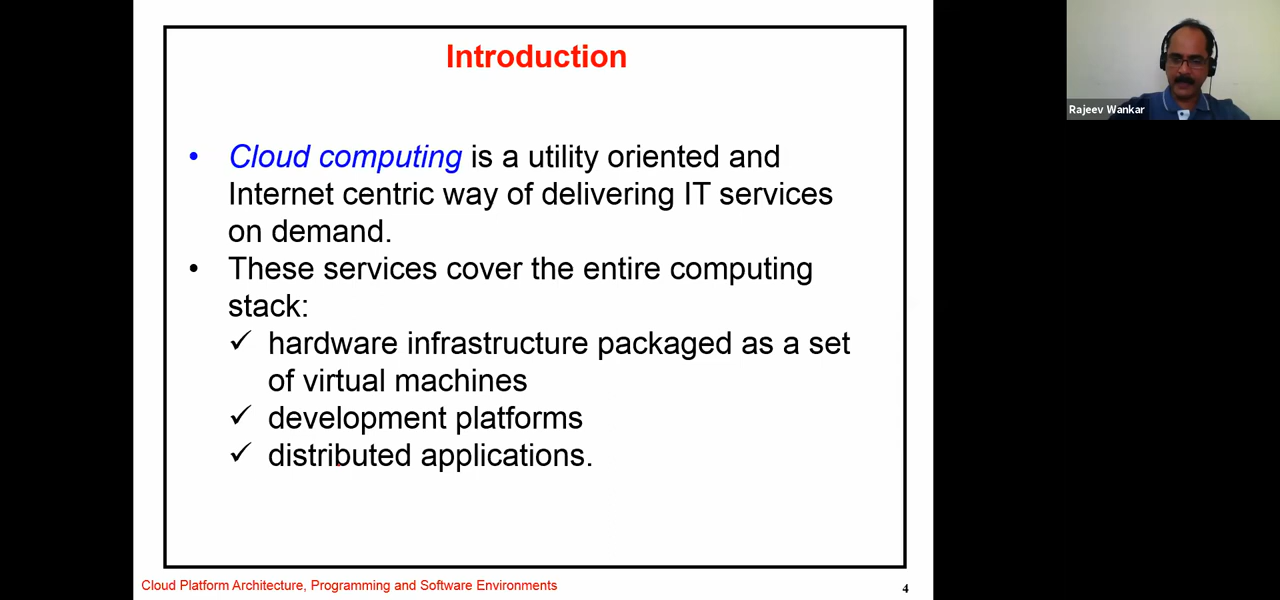 Introduction
Rajeev Wankar
• Cloud computing is a utility oriented and
Internet centric way of delivering IT services
on demand.
• These services cover the entire computing
stack:
✓ hardware infrastructure packaged as a set
of virtual machines
✓ development platforms
✓ distributed applications.
Cloud Platform Architecture, Programming and Software Environments
4